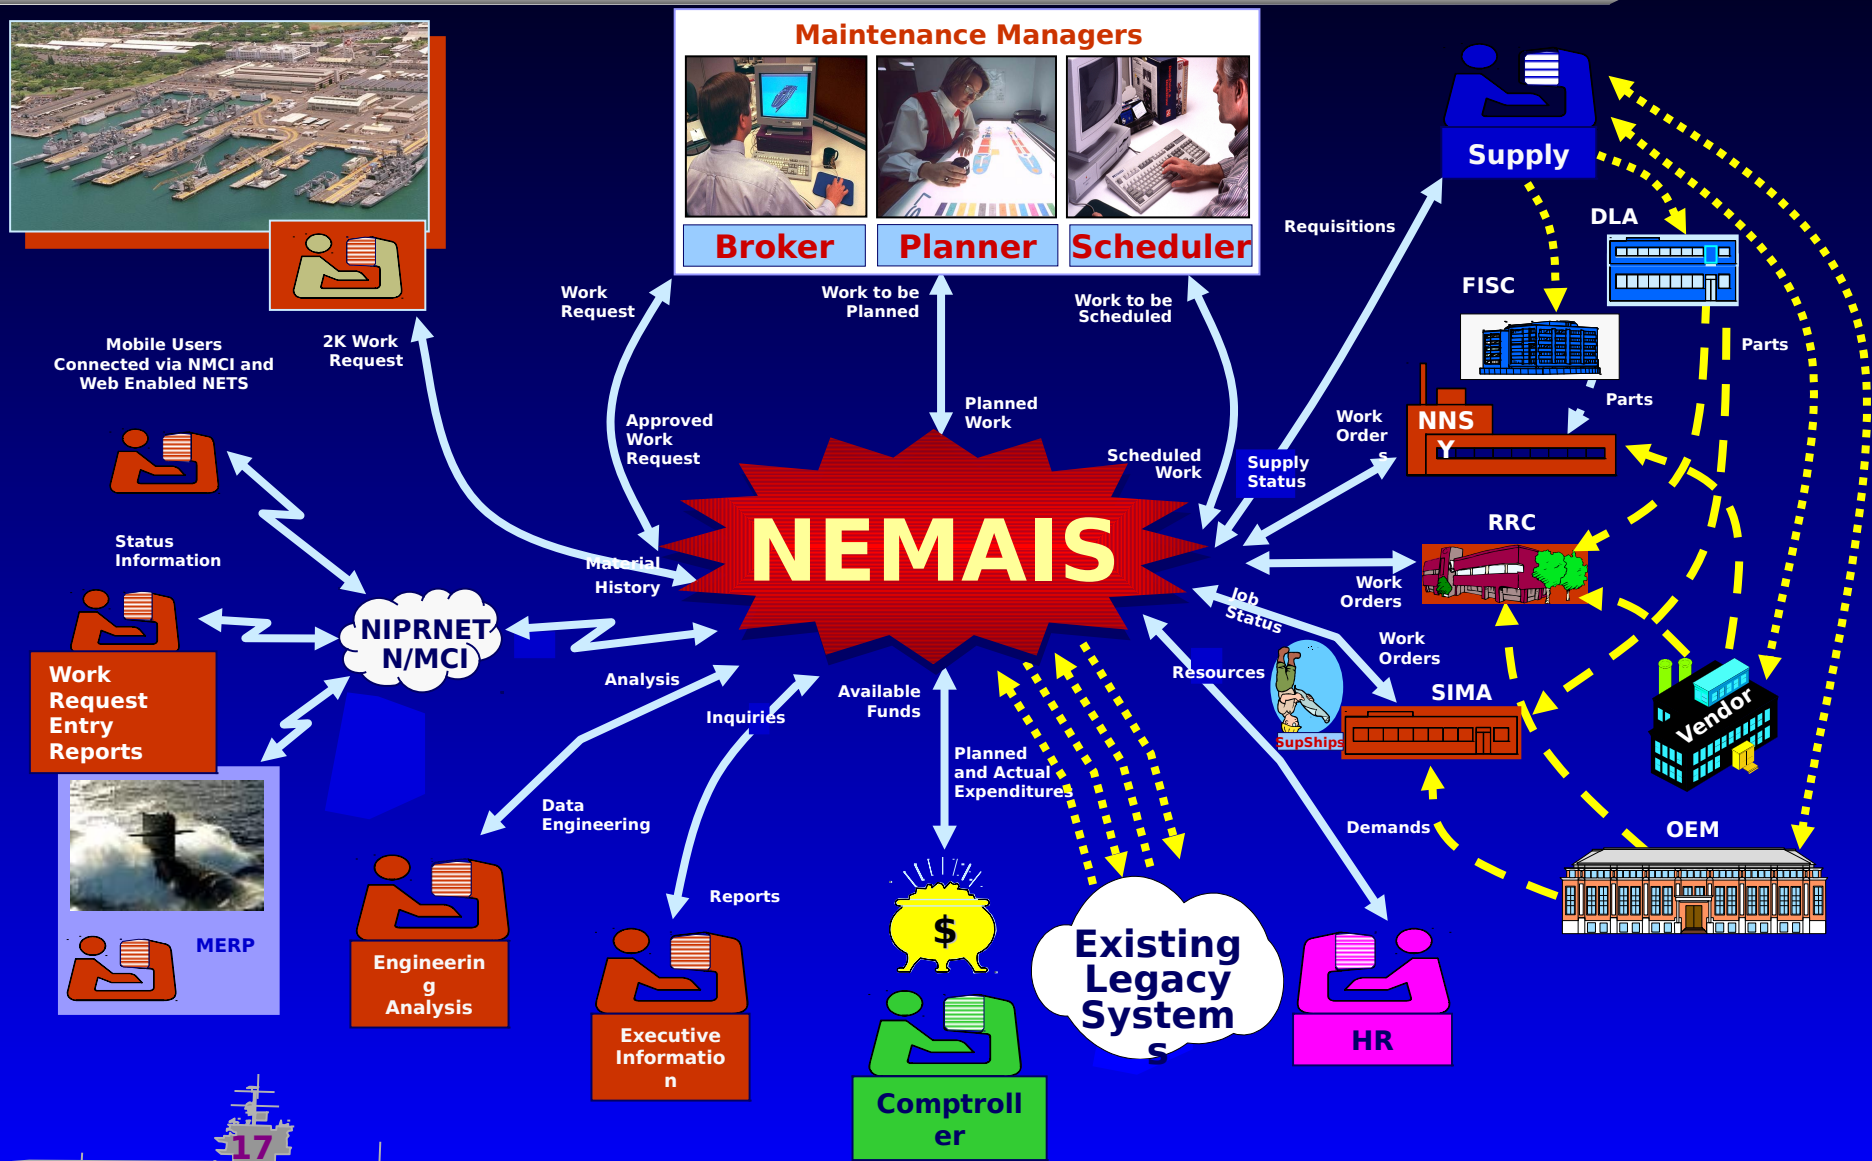 Maintenance Managers
Broker
Planner
Scheduler
Supply
DLA
FISC
Requisitions
Parts
Parts
Work
Request
Work to be
Planned
Work to be
Scheduled
Mobile Users
Connected via NMCI and
Web Enabled NETS
2K Work
Request
Approved
Work
Request
Planned
Work
Scheduled
Work
Supply
Status
Work
Order
s
NNS
Y
RRC
Status
Information
Material
History
NEMAIS
Work
Orders
Job
Status
Work
Orders
NIPRNET
N/MCI
Work
Request
Entry
Reports
Analysis
Inquiries
Available
Funds
Resources
SupShips
SIMA
Vendor
Planned
and Actual
Expenditures
Data
Engineering
Demands
OEM
Reports
MERP
Engineerin
g
Analysis
Executive
Informatio
n
$
Comptroll
er
Existing
Legacy
System
s
HR
17